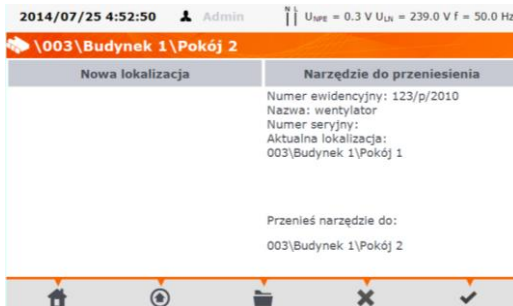 2014/07/25 4:52:50 Admin N L U_NPE = 0.3 V U_LN = 239.0 V f = 50.0 Hz
\003\Budynek 1\Pokój 2
Nowa lokalizacja Narzędzie do przeniesienia
Numer ewidencyjny: 123/p/2010
Nazwa: wentylator
Numer seryjny:
Aktualna lokalizacja:
003\Budynek 1\Pokój 1
Przenieś narzędzie do:
003\Budynek 1\Pokój 2